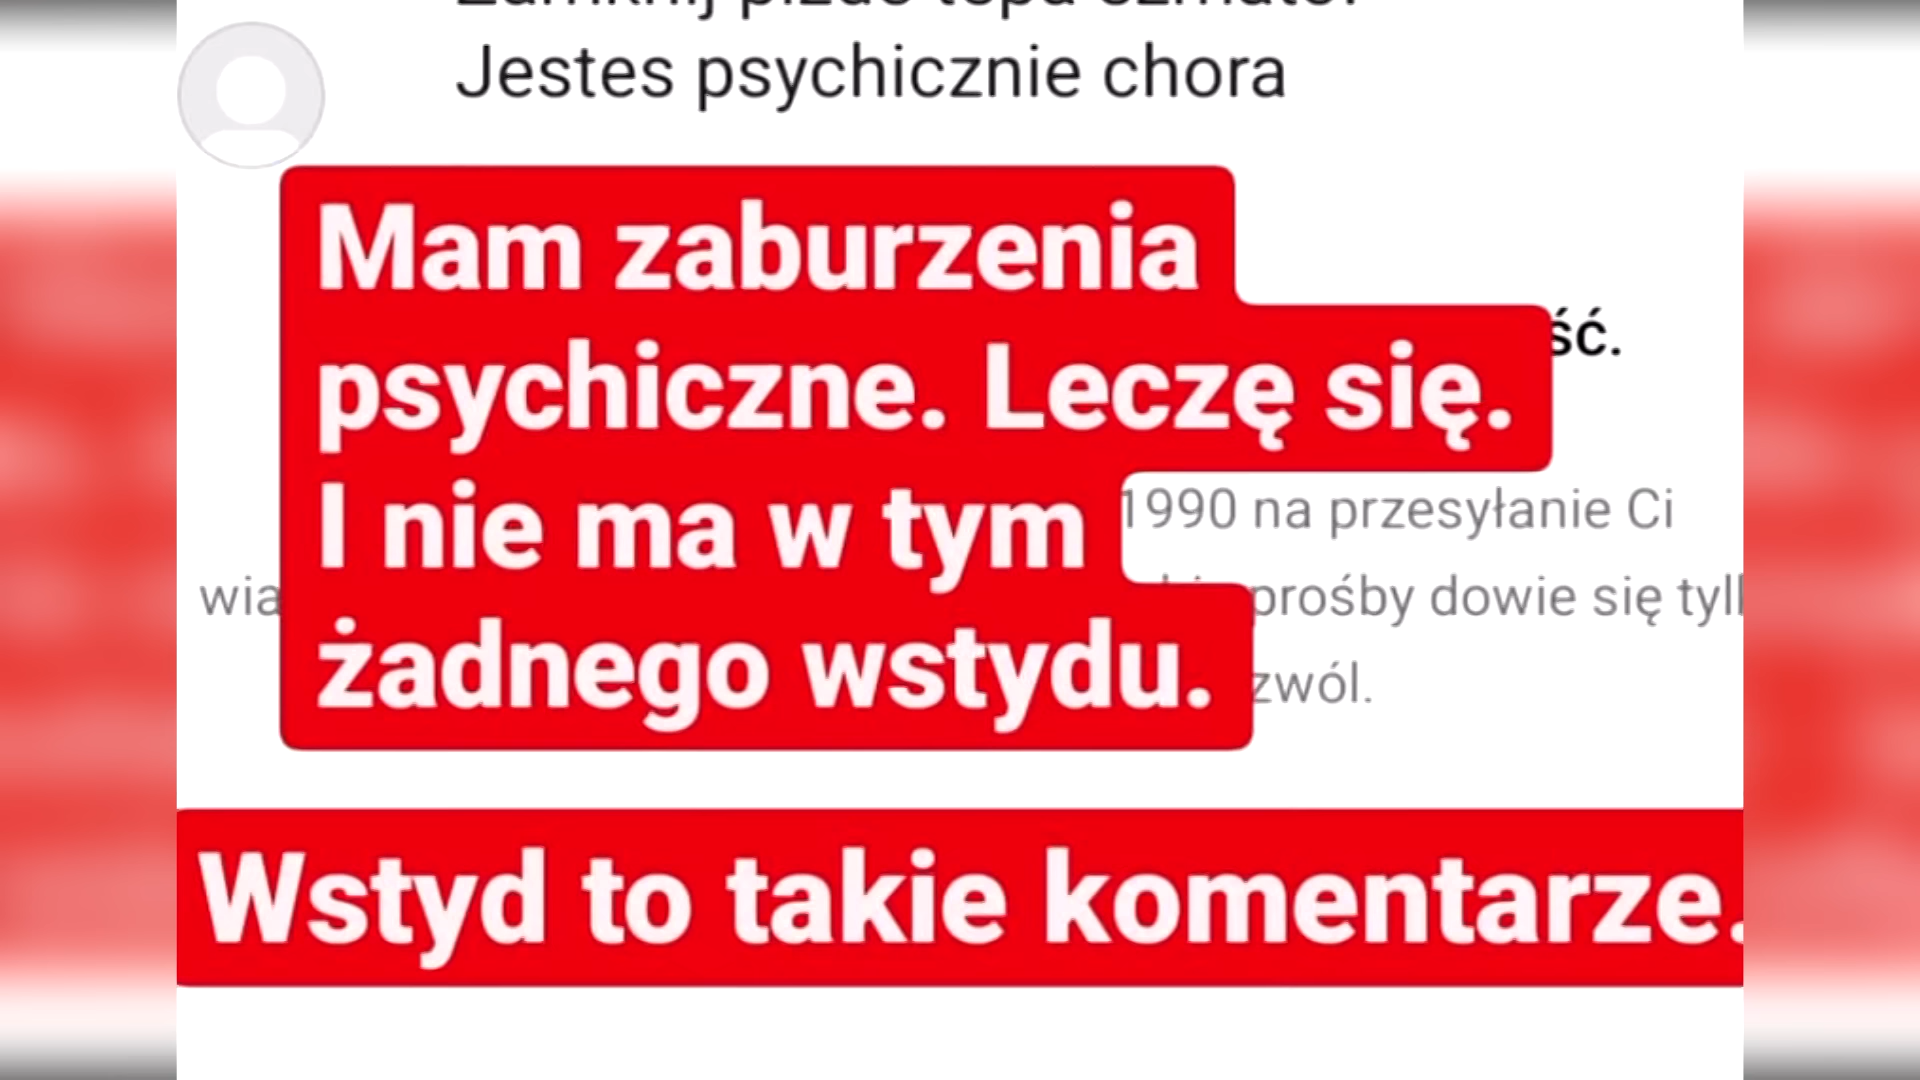 Jestes psychicznie chora
Mam zaburzenia
psychiczne. Leczę się.
ść.
I nie ma w tym
1990 na przesyłanie Ci
wia prośby dowie się tyl
żadnego wstydu.
zwól.
Wstyd to takie komentarze.